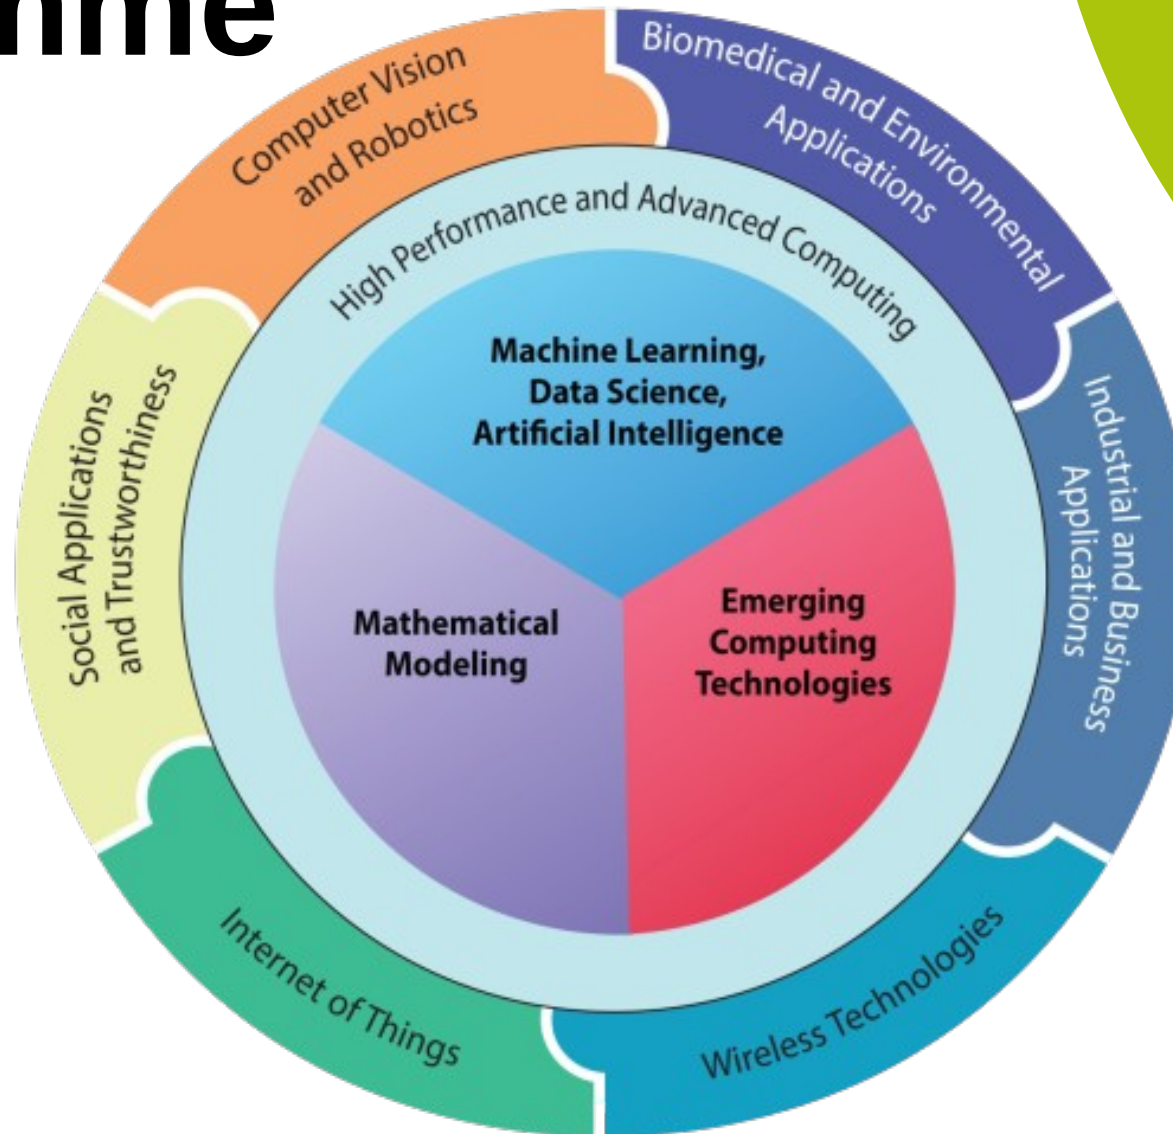 Computer Vision
and Robotics
Biomedical and Environmental
Applications
High Performance and Advanced Computing
Machine Learning,
Data Science,
Artificial Intelligence
Social Applications
and Trustworthiness
Industrial and Business
Applications
Mathematical
Modeling
Emerging
Computing
Technologies
Internet of Things
Wireless Technologies